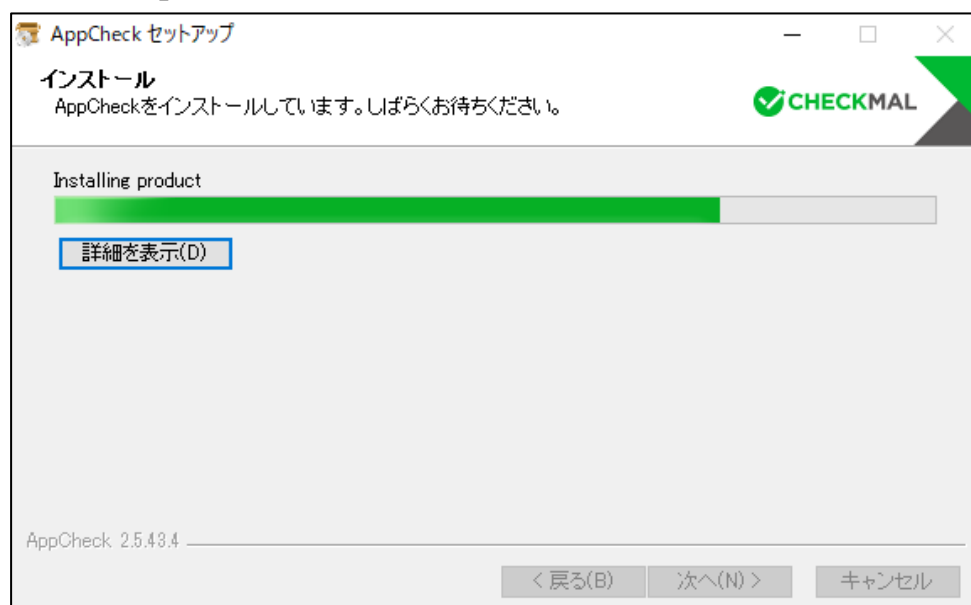 AppCheck セットアップ
インストール
AppCheckをインストールしています。しばらくお待ちください。
CHECKMAL
Installing product
詳細を表示(D)
AppCheck 2.5.43.4
< 戻る(B)
次へ(N) >
キャンセル